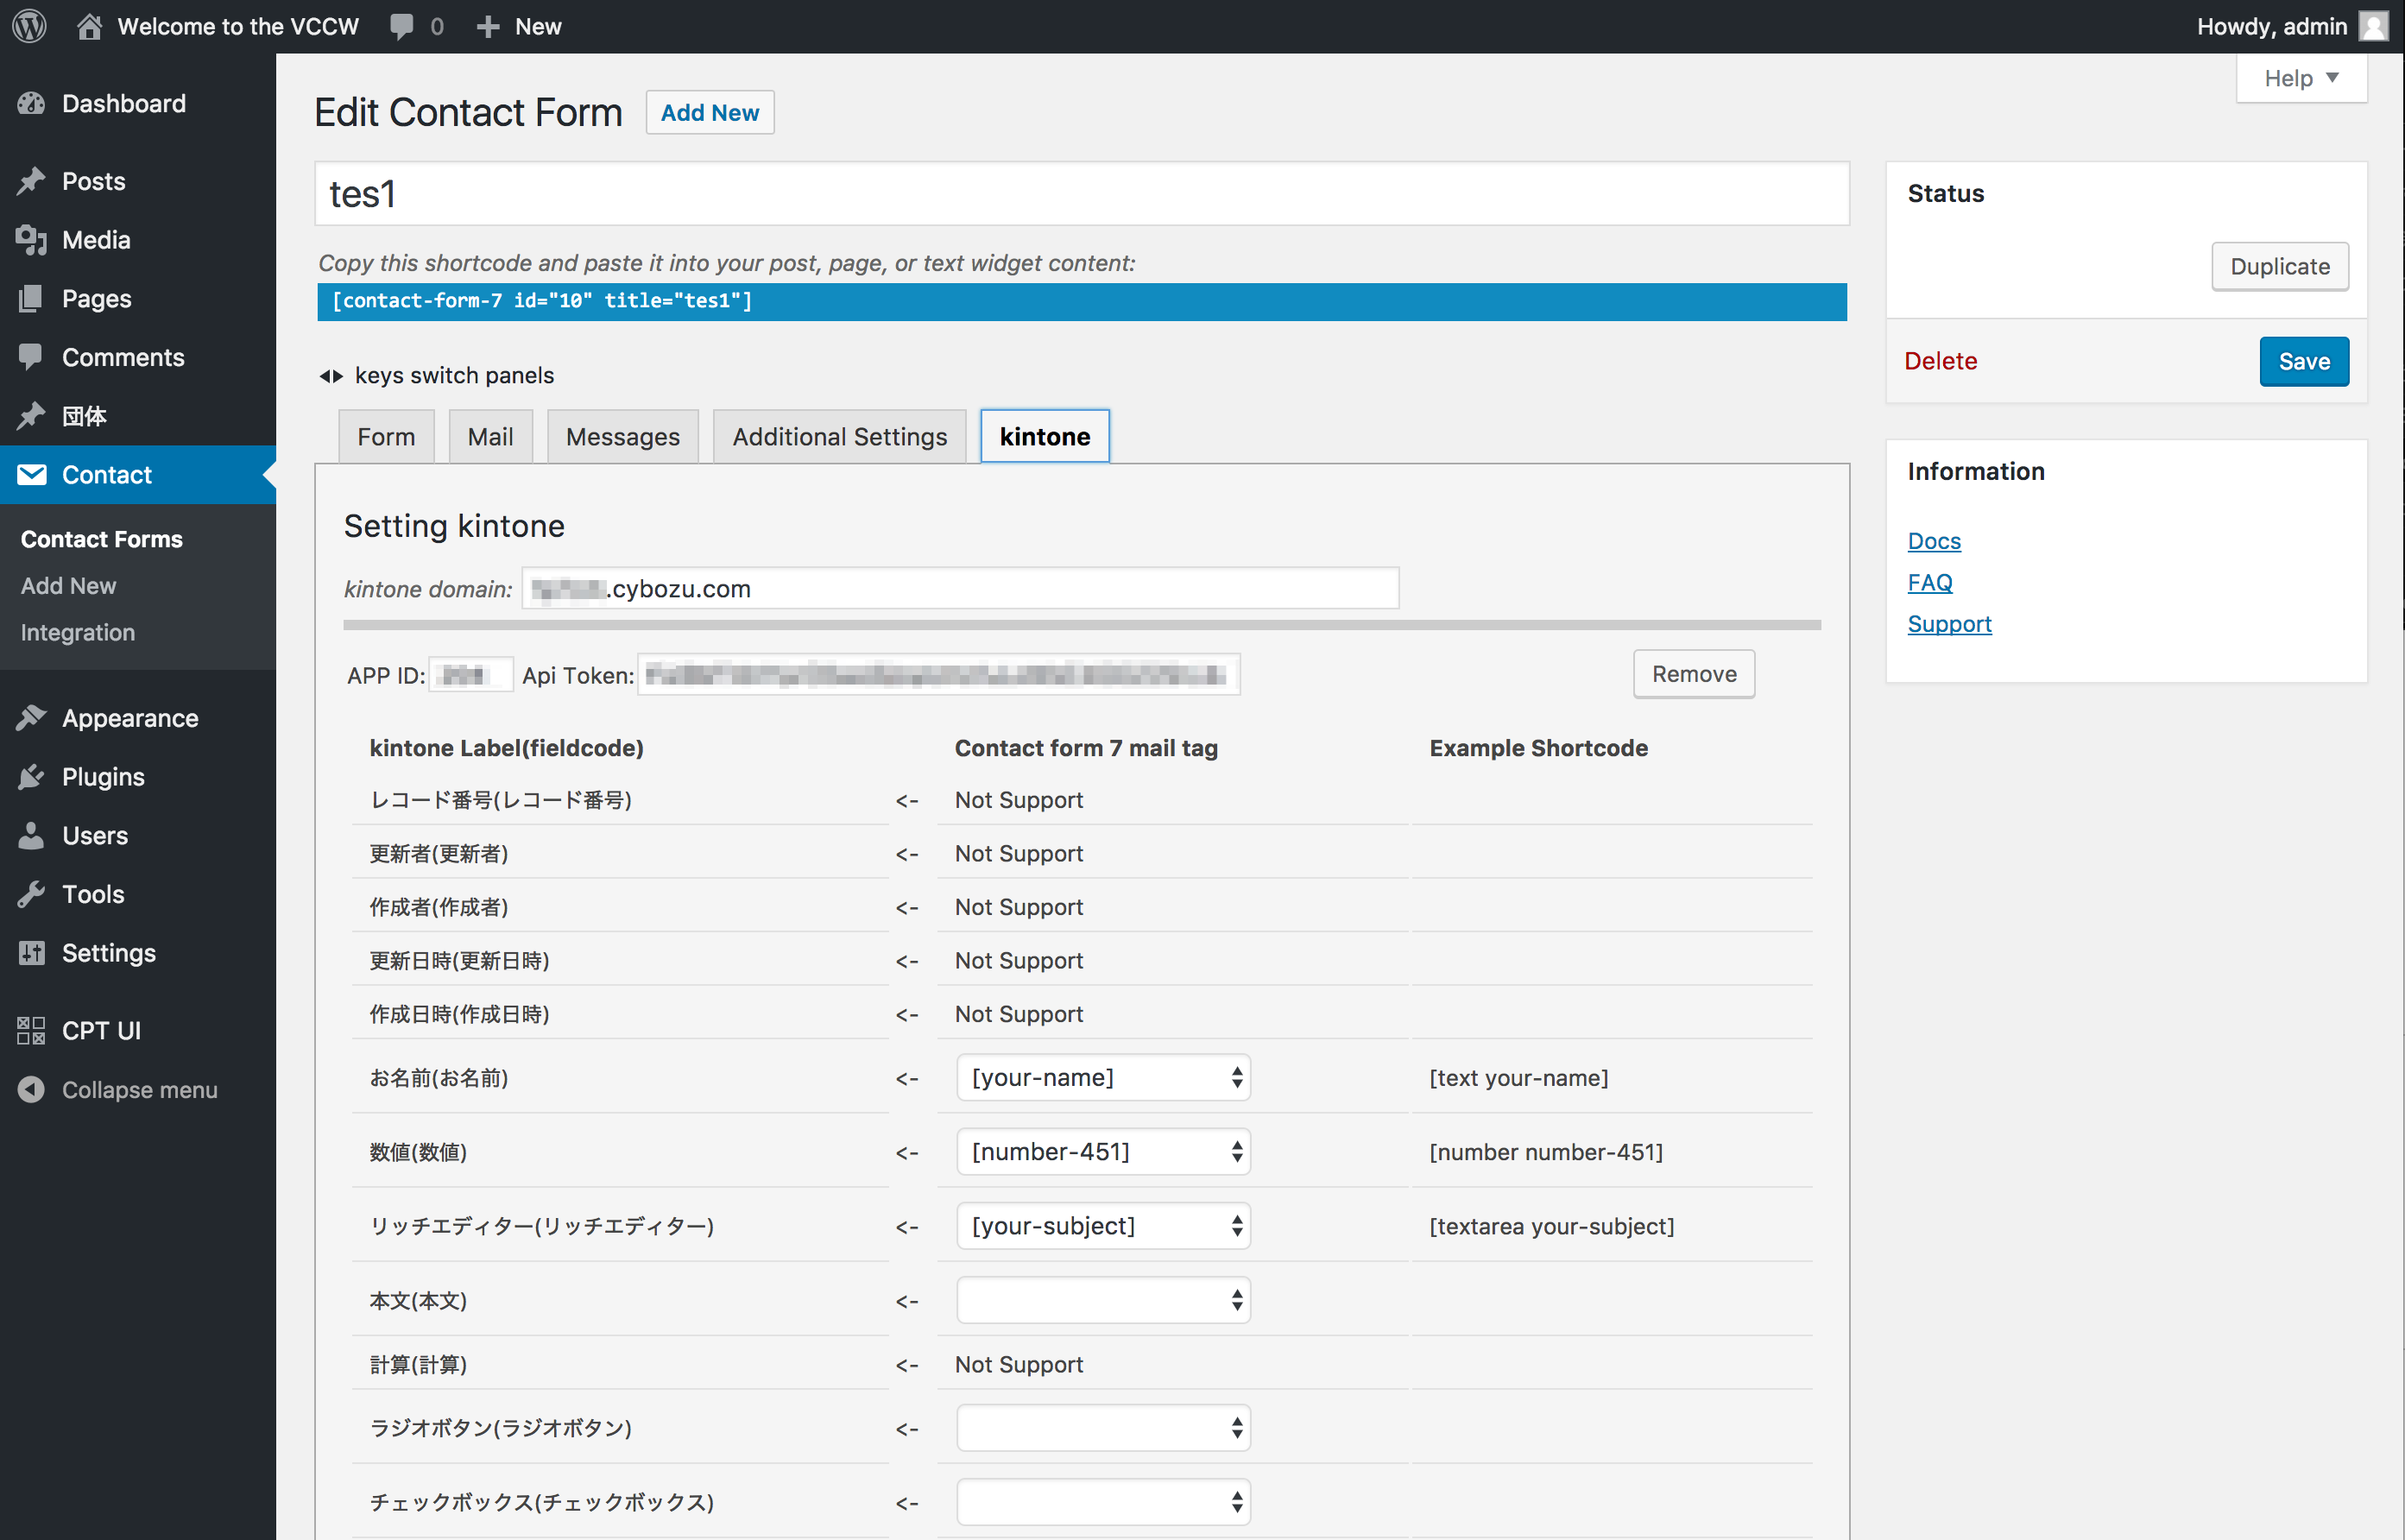 Welcome to the VCCW 0 New Howdy, admin
Help
Dashboard
Posts
Media
Pages
Comments
団体
Contact
Contact Forms
Add New
Integration
Appearance
Plugins
Users
Tools
Settings
CPT UI
Collapse menu
Edit Contact Form Add New
tes1
Copy this shortcode and paste it into your post, page, or text widget content:
[contact-form-7 id="10" title="tes1"]
keys switch panels
Form Mail Messages Additional Settings kintone
Setting kintone
kintone domain: .cybozu.com
APP ID: Api Token: Remove
kintone Label(fieldcode) Contact form 7 mail tag Example Shortcode
レコード番号(レコード番号) <- Not Support
更新者(更新者) <- Not Support
作成者(作成者) <- Not Support
更新日時(更新日時) <- Not Support
作成日時(作成日時) <- Not Support
お名前(お名前) <- [your-name] [text your-name]
数値(数値) <- [number-451] [number number-451]
リッチエディター(リッチエディター) <- [your-subject] [textarea your-subject]
本文(本文) <-
計算(計算) <- Not Support
ラジオボタン(ラジオボタン) <-
チェックボックス(チェックボックス) <-
Status
Duplicate
Delete Save
Information
Docs
FAQ
Support